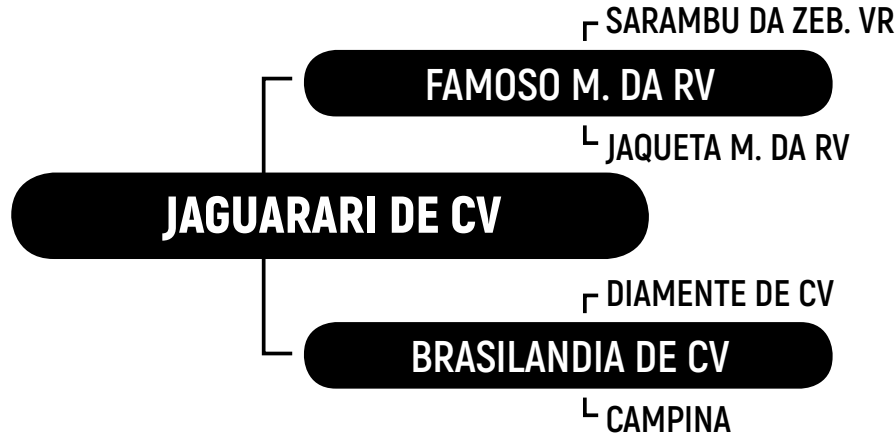 SARAMBU DA ZEB. VR
FAMOSO M. DA RV
JAQUETA M. DA RV
JAGUARARI DE CV
DIAMENTE DE CV
BRASILANDIA DE CV
CAMPINA